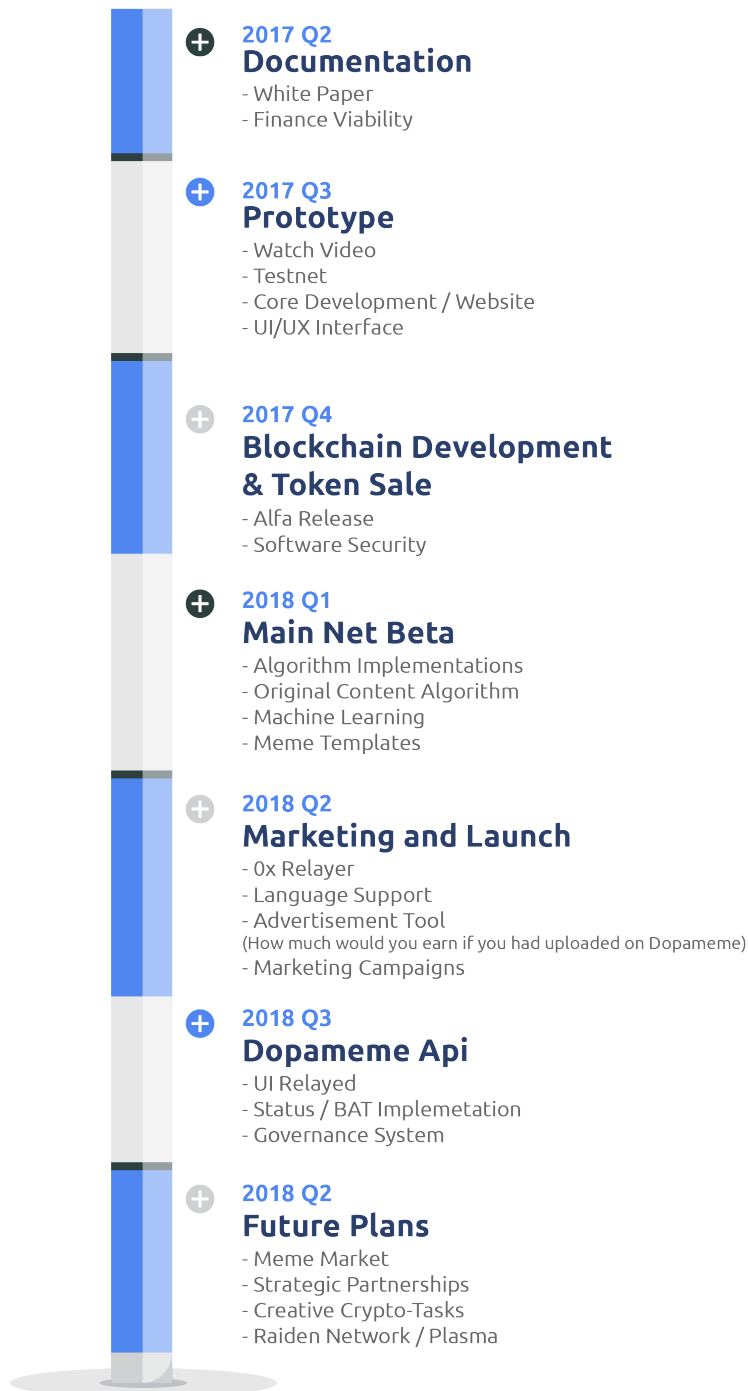 2017 Q2
Documentation
- White Paper
- Finance Viability
2017 Q3
Prototype
- Watch Video
- Testnet
- Core Development / Website
- UI/UX Interface
2017 Q4
Blockchain Development
& Token Sale
- Alfa Release
- Software Security
2018 Q1
Main Net Beta
- Algorithm Implementations
- Original Content Algorithm
- Machine Learning
- Meme Templates
2018 Q2
Marketing and Launch
- 0x Relayer
- Language Support
- Advertisement Tool
(How much would you earn if you had uploaded on Dopameme)
- Marketing Campaigns
2018 Q3
Dopameme Api
- UI Relayed
- Status / BAT Implemetation
- Governance System
2018 Q2
Future Plans
- Meme Market
- Strategic Partnerships
- Creative Crypto-Tasks
- Raiden Network / Plasma